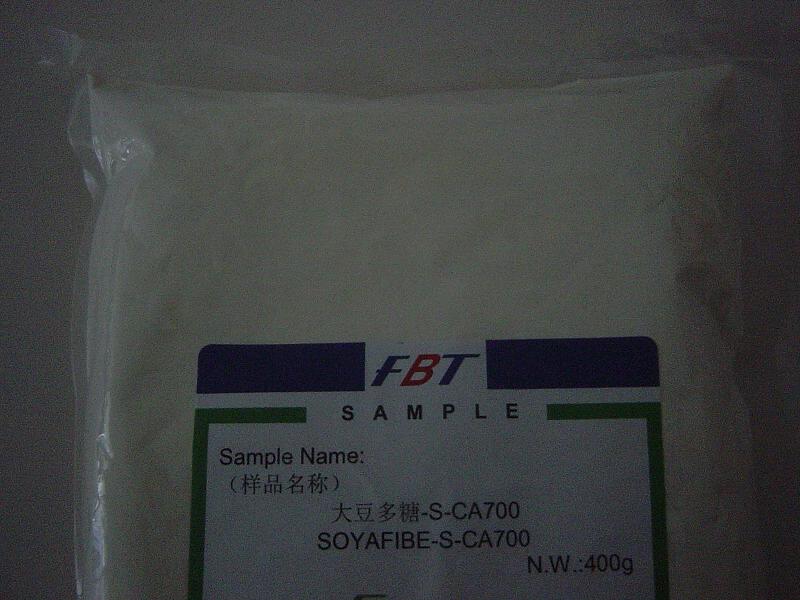 FBT
SAMPLE
Sample Name:
（样品名称）
大豆多糖-S-CA700
SOYAFIBE-S-CA700
N.W.:400g